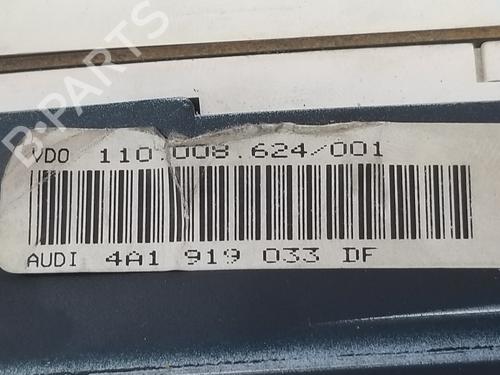 B-PARTS
VDO 110.008.624/001
AUDI 4A1 919 033 DF